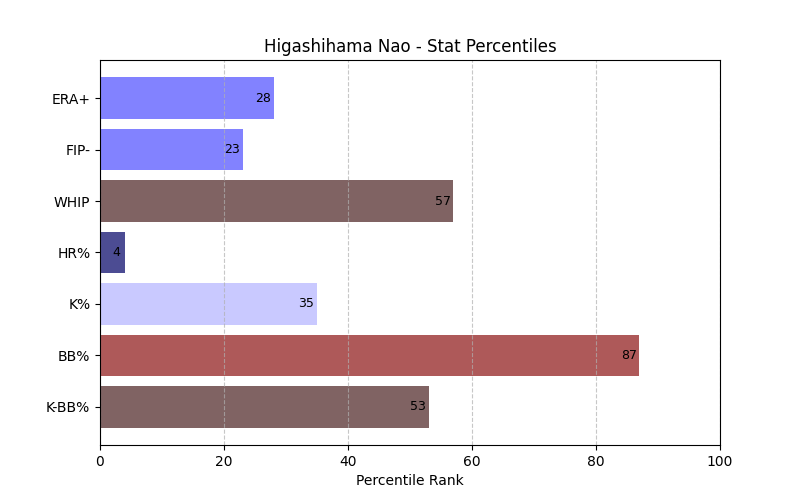 Higashihama Nao - Stat Percentiles
ERA+ 28
FIP- 23
WHIP 57
HR% 4
K% 35
BB% 87
K-BB% 53
0 20 40 60 80 100
Percentile Rank